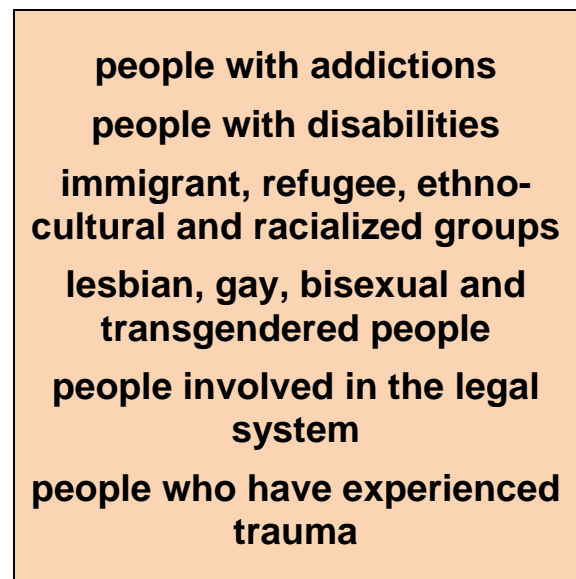 people with addictions
people with disabilities
immigrant, refugee, ethno-
cultural and racialized groups
lesbian, gay, bisexual and
transgendered people
people involved in the legal
system
people who have experienced
trauma